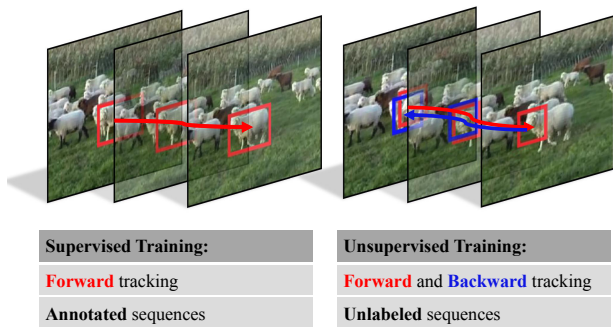 Supervised Training:
Forward tracking
Annotated sequences
Unsupervised Training:
Forward and Backward tracking
Unlabeled sequences